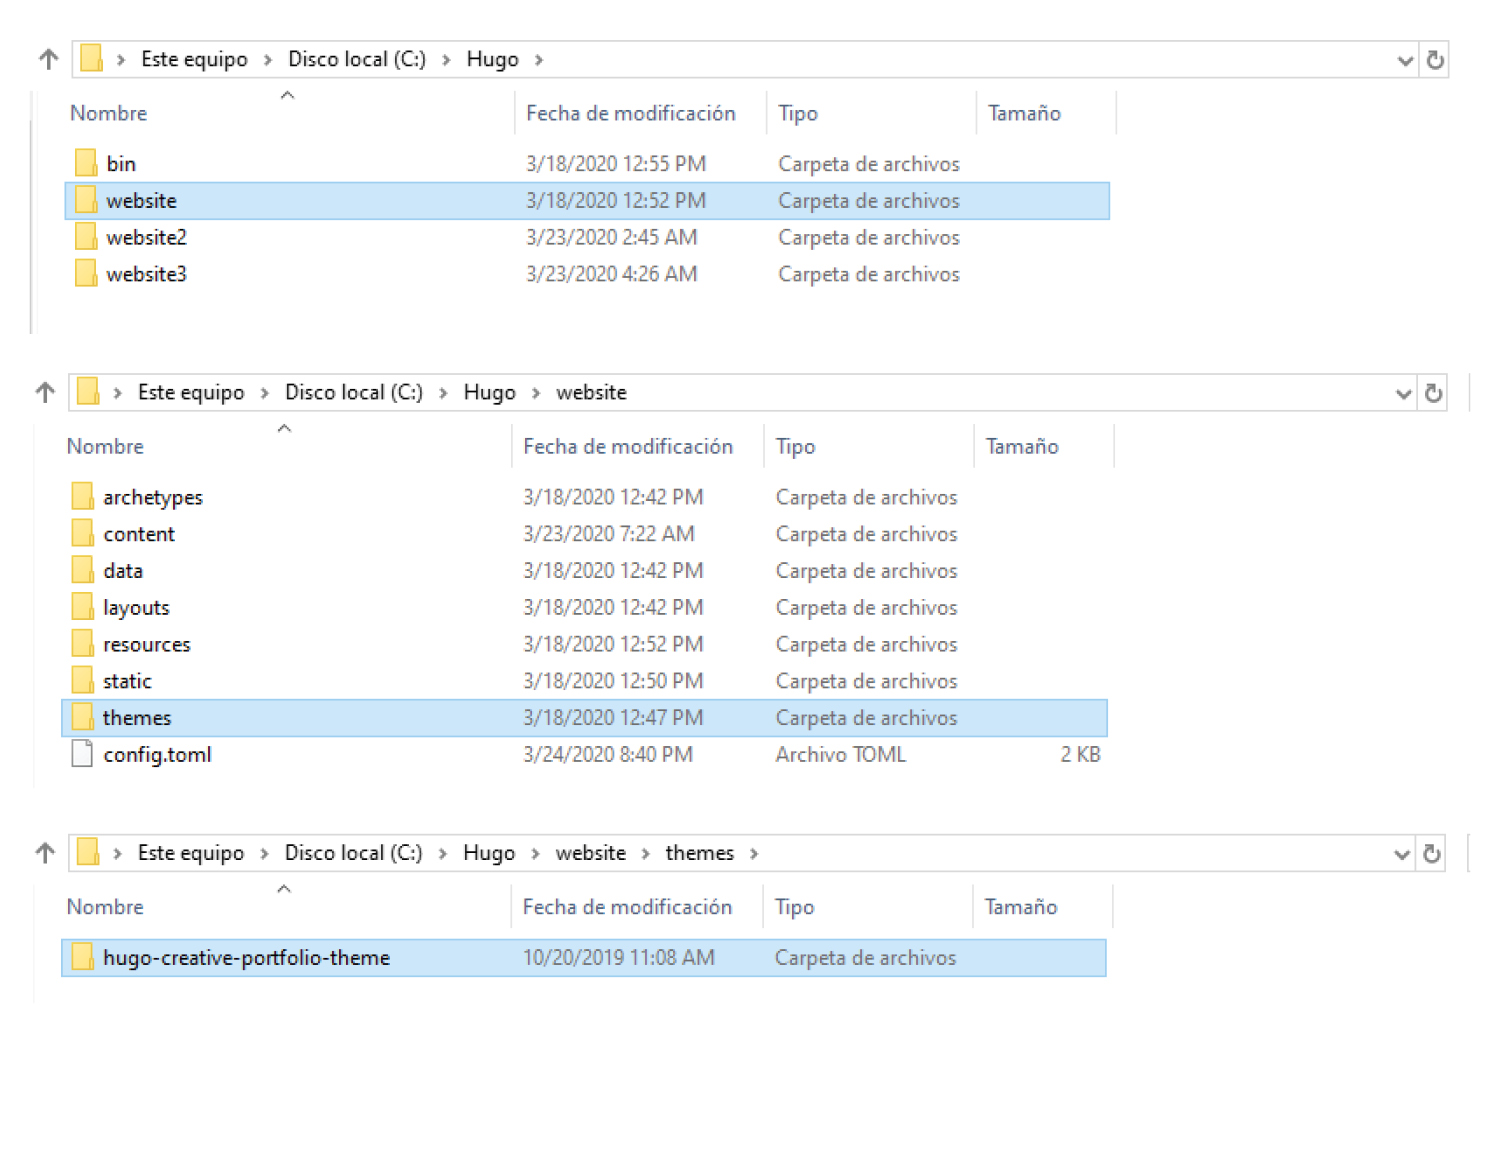 Este equipo > Disco local (C:) > Hugo >
Nombre Fecha de modificación Tipo Tamaño
bin 3/18/2020 12:55 PM Carpeta de archivos
website 3/18/2020 12:52 PM Carpeta de archivos
website2 3/23/2020 2:45 AM Carpeta de archivos
website3 3/23/2020 4:26 AM Carpeta de archivos
Este equipo > Disco local (C:) > Hugo > website
Nombre Fecha de modificación Tipo Tamaño
archetypes 3/18/2020 12:42 PM Carpeta de archivos
content 3/23/2020 7:22 AM Carpeta de archivos
data 3/18/2020 12:42 PM Carpeta de archivos
layouts 3/18/2020 12:42 PM Carpeta de archivos
resources 3/18/2020 12:52 PM Carpeta de archivos
static 3/18/2020 12:50 PM Carpeta de archivos
themes 3/18/2020 12:47 PM Carpeta de archivos
config.toml 3/24/2020 8:40 PM Archivo TOML 2 KB
Este equipo > Disco local (C:) > Hugo > website > themes >
Nombre Fecha de modificación Tipo Tamaño
hugo-creative-portfolio-theme 10/20/2019 11:08 AM Carpeta de archivos